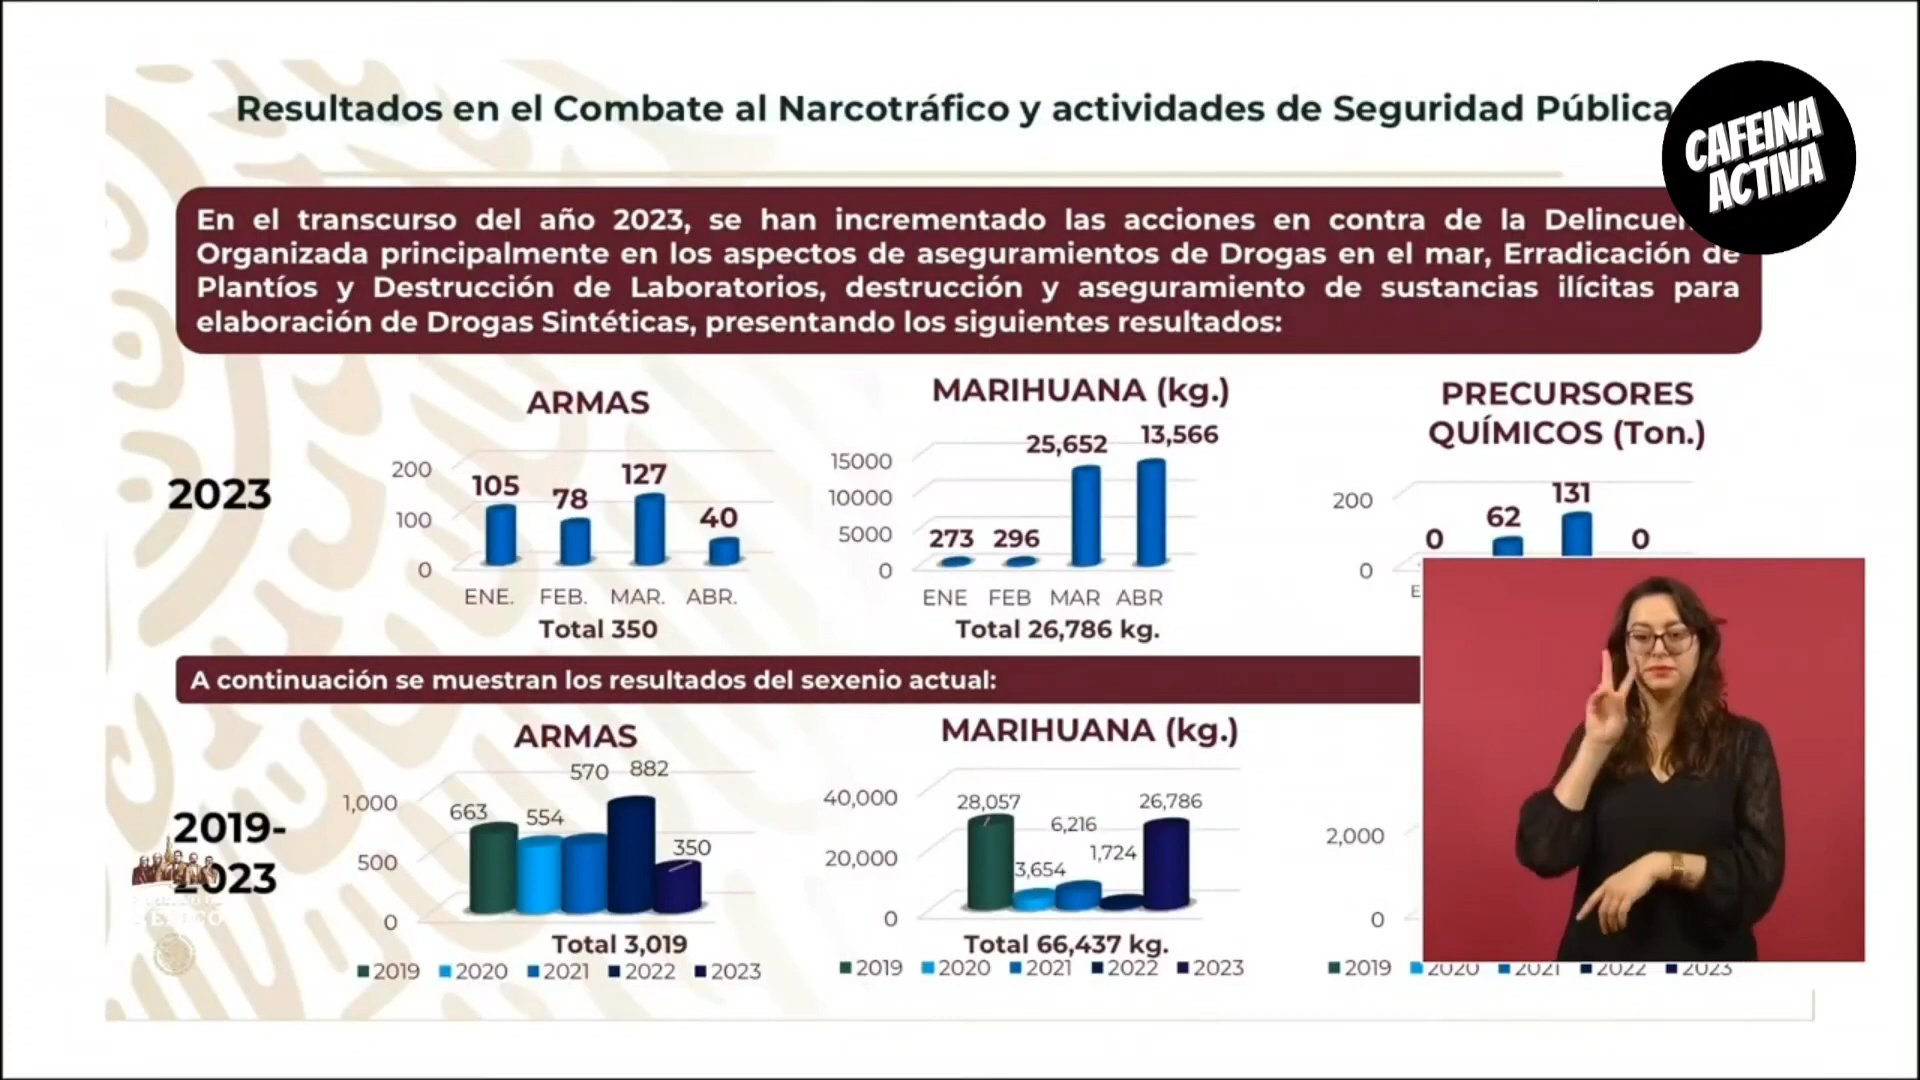 Resultados en el Combate al Narcotráfico y actividades de Seguridad Pública
CAFEINA
ACTIVA
En el transcurso del año 2023, se han incrementado las acciones en contra de la
Organizada principalmente en los aspectos de aseguramientos de Drogas en el mar, Erradicación de
Plantíos y Destrucción de Laboratorios, destrucción y aseguramiento de sustancias ilícitas para
elaboración de Drogas Sintéticas, presentando los siguientes resultados:
2023
ARMAS
200
100
0
105
78
127
40
ENE. FEB. MAR. ABR.
Total 350
MARIHUANA (kg.)
15000
10000
5000
0
273
296
25,652
13,566
ENE FEB MAR ABR
Total 26,786 kg.
PRECURSORES
QUÍMICOS (Ton.)
200
0
0
62
131
0
A continuación se muestran los resultados del sexenio actual:
2019-
2023
ARMAS
1,000
500
0
663
554
570
882
350
Total 3,019
2019 2020 2021 2022 2023
MARIHUANA (kg.)
40,000
20,000
0
28,057
3,654
6,216
1,724
26,786
Total 66,437 kg.
2019 2020 2021 2022 2023
2,000
0
2019 2020 2021 2022 2023
MÉXICO